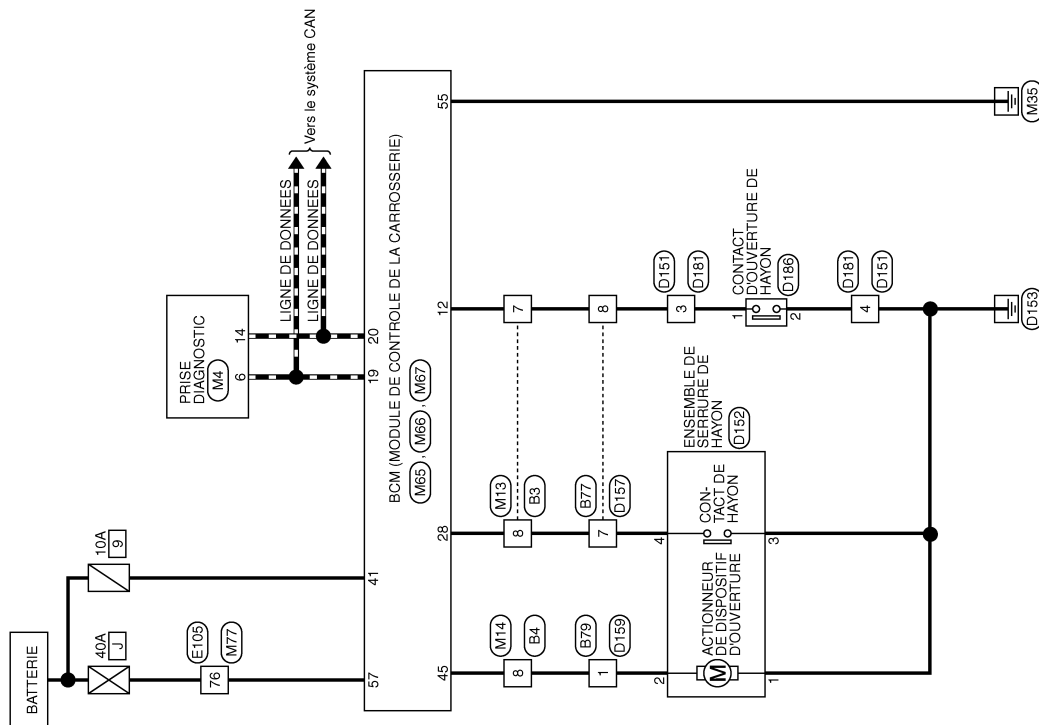 BATTERIE
40A
J
10A
9
E105
M77
76
57
41
PRISE
DIAGNOSTIC
M4
6
14
LIGNE DE DONNEES
LIGNE DE DONNEES
Vers le système CAN
19
20
BCM (MODULE DE CONTROLE DE LA CARROSSERIE)
M65 , M66 , M67
45
28
12
55
M14
B4
8
M13
B3
8
7
B79
D159
1
B77
D157
7
8
D151
D181
3
ENSEMBLE DE
SERRURE DE
HAYON
D152
2
4
M
ACTIONNEUR
DE DISPOSITIF
D'OUVERTURE
CON-
TACT DE
HAYON
1
3
CONTACT
D'OUVERTURE DE
HAYON
D186
1
2
D181
D151
4
D153
M35